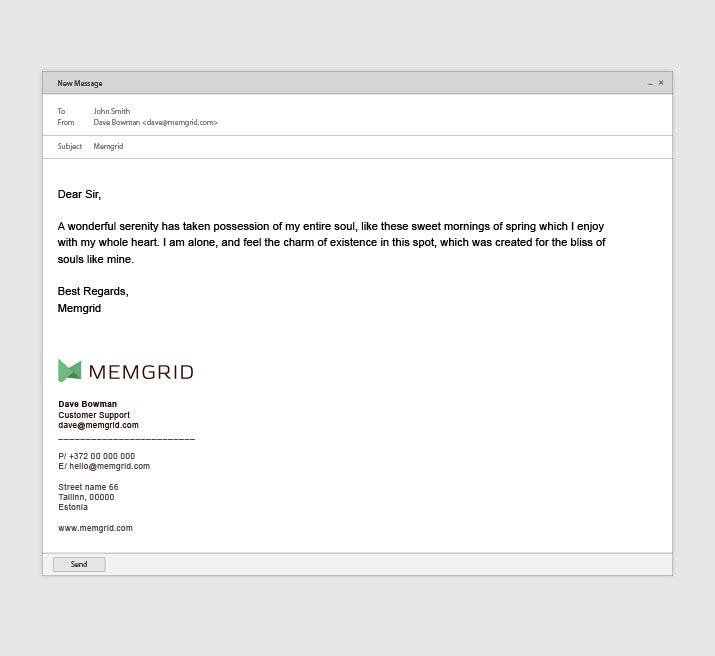 New Message
To John Smith
From Dave Bowman <dave@memgrid.com>
Subject Memgrid
Dear Sir,
A wonderful serenity has taken possession of my entire soul, like these sweet mornings of spring which I enjoy
with my whole heart. I am alone, and feel the charm of existence in this spot, which was created for the bliss of
souls like mine.
Best Regards,
Memgrid
MEMGRID
Dave Bowman
Customer Support
dave@memgrid.com
__________________________
P/ +372 00 000 000
E/ hello@memgrid.com
Street name 66
Tallinn, 00000
Estonia
www.memgrid.com
Send